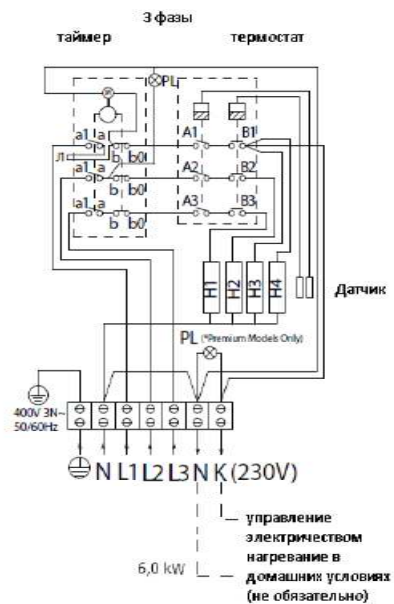 3 фазы
таймер
термостат
PL
a1 a
A1 B1
Л b b0
a1 a
A2 B2
b b0
a1 a
A3 B3
b b0
H1 H2 H3 H4
Датчик
PL (*Premium Models Only)
400V 3N~
50/60Hz
N L1 L2 L3 N K (230V)
управление
электричеством
6,0 kW
нагревание в
домашних условиях
(не обязательно)